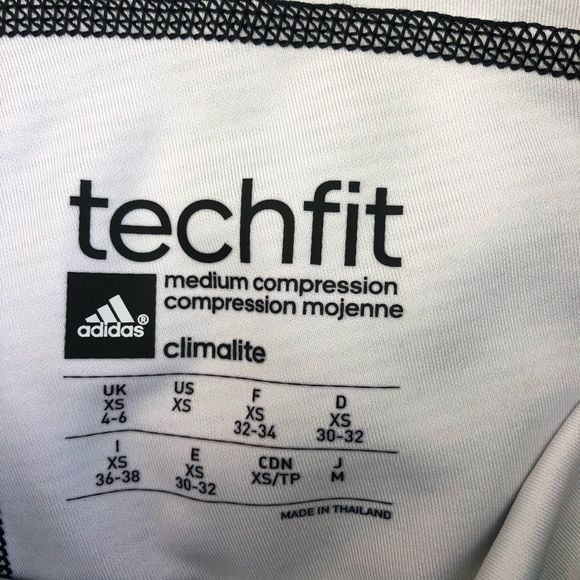 techfit
medium compression
compression mojenne
adidas®
climalite
UK XS 4-6
US XS
F XS 32-34
D XS 30-32
I XS 36-38
E XS 30-32
CDN XS/TP
J M
MADE IN THAILAND